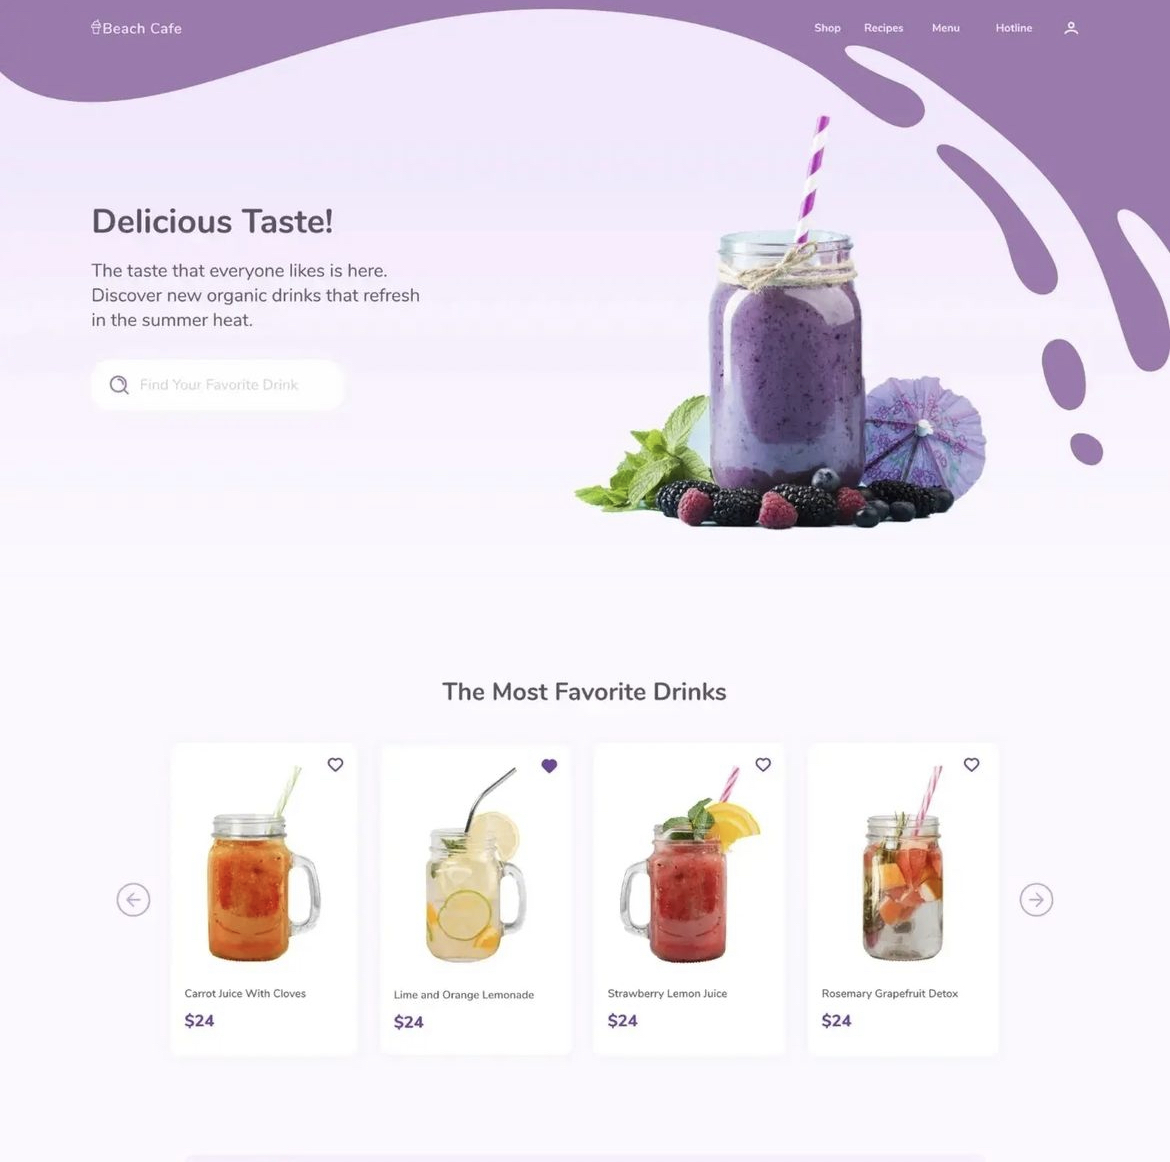 Beach Cafe
Shop Recipes Menu Hotline
Delicious Taste!
The taste that everyone likes is here.
Discover new organic drinks that refresh
in the summer heat.
Find Your Favorite Drink
The Most Favorite Drinks
Carrot Juice With Cloves
$24
Lime and Orange Lemonade
$24
Strawberry Lemon Juice
$24
Rosemary Grapefruit Detox
$24